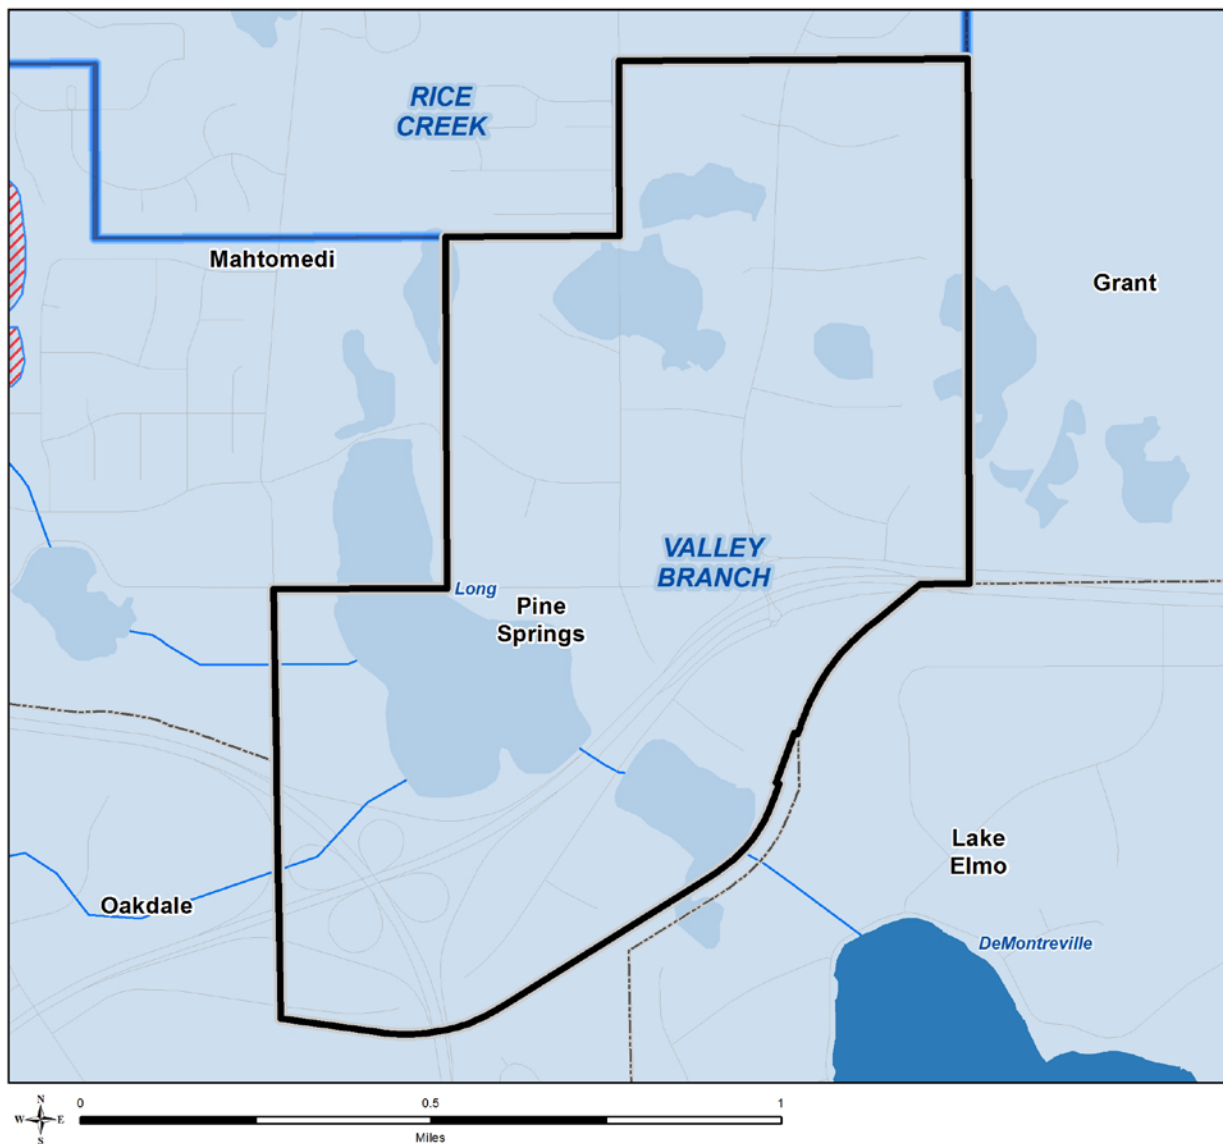 RICE
CREEK
Mahtomedi
Grant
VALLEY
BRANCH
Long
Pine
Springs
Lake
Elmo
Oakdale
DeMontreville
N
W E
S
0 0.5 1
Miles